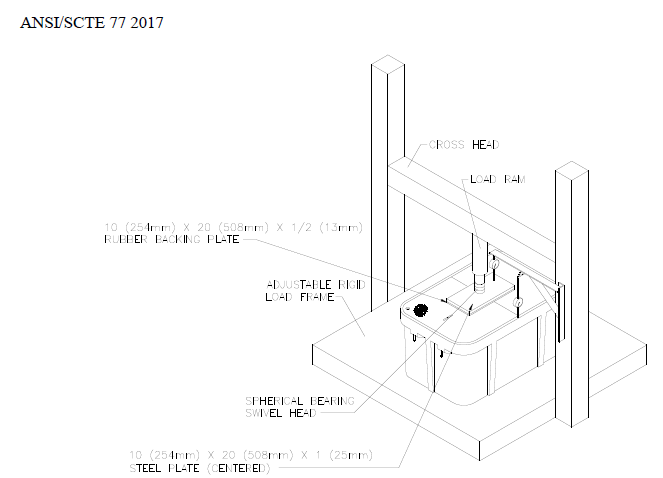 ANSI/SCTE 77 2017
CROSS HEAD
LOAD RAM
10 (254mm) X 20 (508mm) X 1/2 (13mm)
RUBBER BACKING PLATE
ADJUSTABLE RIGID
LOAD FRAME
SPHERICAL BEARING
SWIVEL HEAD
10 (254mm) X 20 (508mm) X 1 (25mm)
STEEL PLATE (CENTERED)